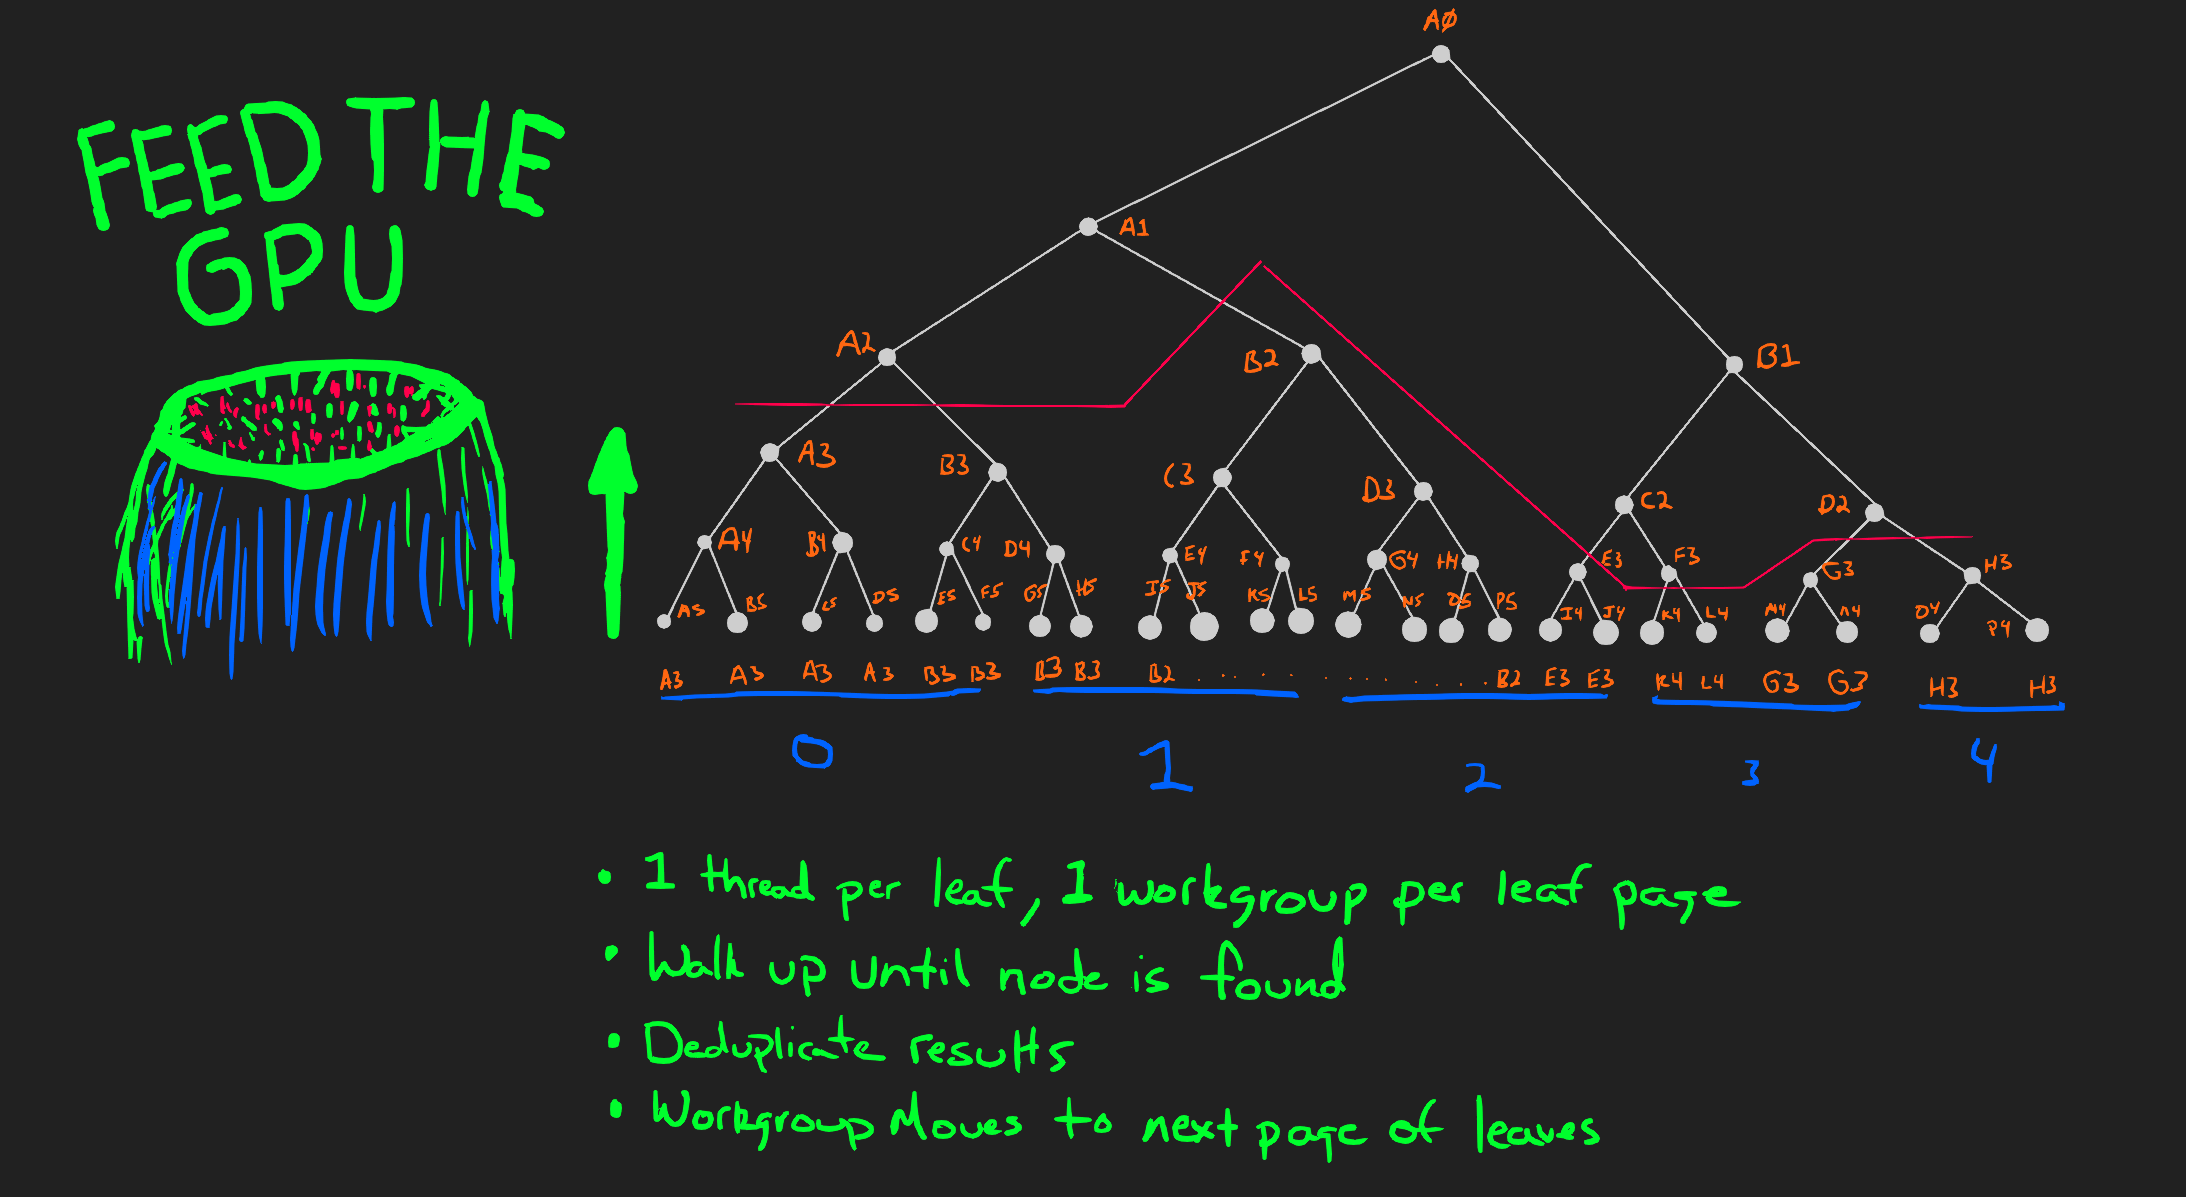 FEED THE
GPU
AØ
A1
A2
B2
B1
A3
B3
C3
D3
C2
D2
A4
B4
C4
D4
E4
F4
G4
H4
E3
F3
G3
H3
A5
B5
C5
D5
E5
F5
G5
H5
I5
J5
K5
L5
M5
N5
O5
P5
I4
J4
K4
L4
M4
N4
O4
P4
A3 A3 A3 A3 B3 B3 B3 B3 B2 . . . . . . . . . . . . . B2 E3 E3 K4 L4 G3 G3 H3 H3
0 1 2 3 4
• 1 thread per leaf, 1 workgroup per leaf page
• Walk up until node is found
• Deduplicate results
• Workgroup Moves to next page of leaves